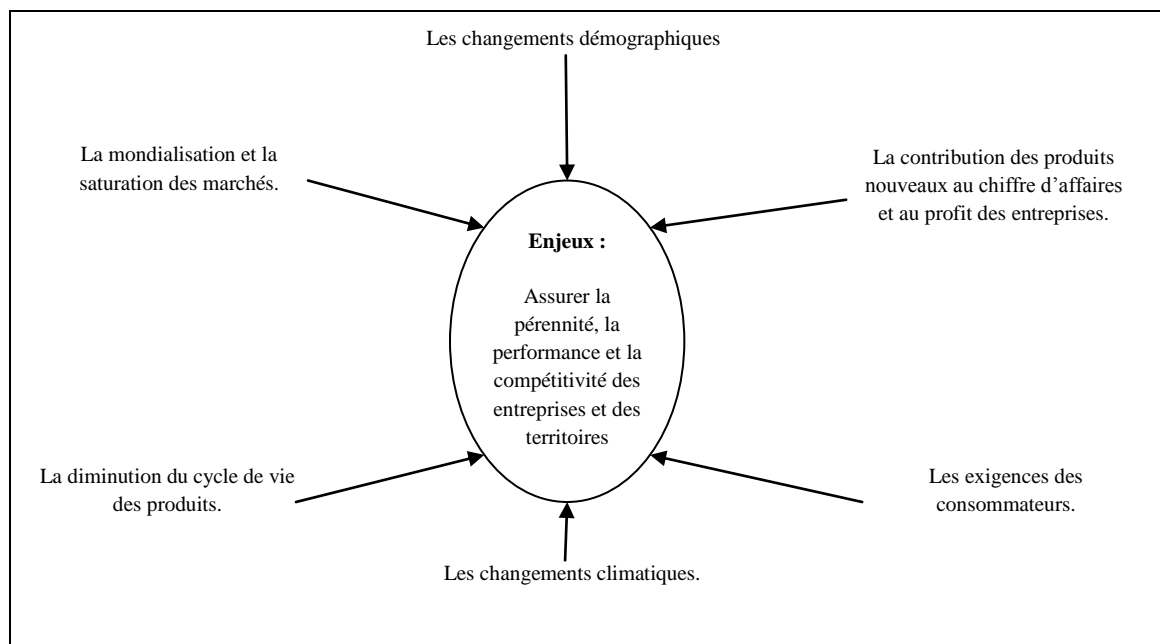 Les changements démographiques
La mondialisation et la
saturation des marchés.
La contribution des produits
nouveaux au chiffre d’affaires
et au profit des entreprises.
Enjeux :
Assurer la
pérennité, la
performance et la
compétitivité des
entreprises et des
territoires
La diminution du cycle de vie
des produits.
Les exigences des
consommateurs.
Les changements climatiques.